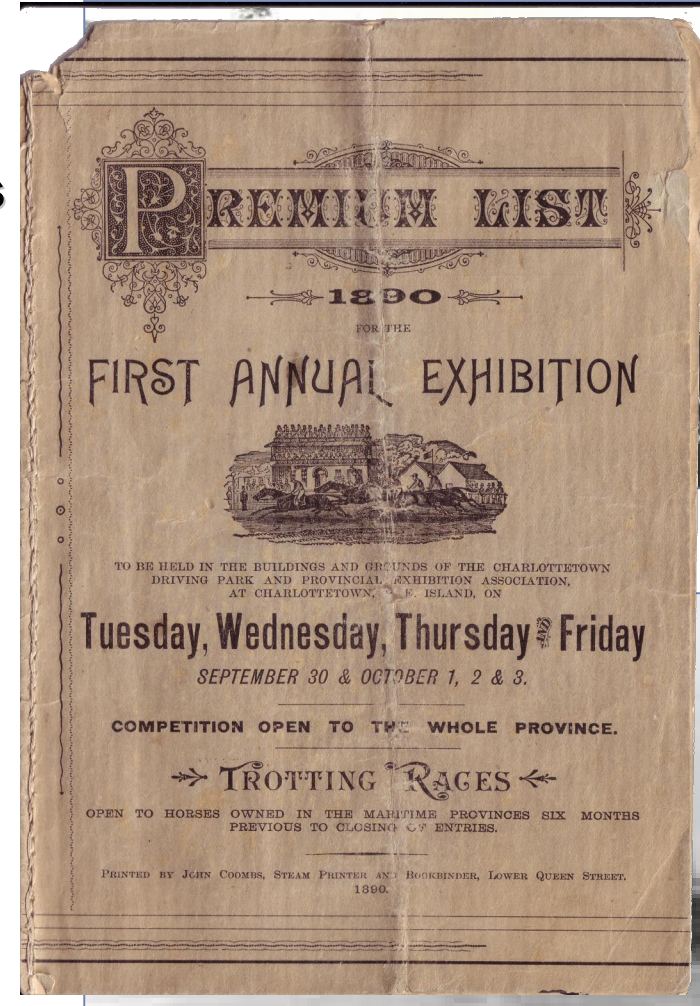 S
PREMIUM LIST
1890
FOR THE
FIRST ANNUAL EXHIBITION
TO BE HELD IN THE BUILDINGS AND GROUNDS OF THE CHARLOTTETOWN
DRIVING PARK AND PROVINCIAL EXHIBITION ASSOCIATION,
AT CHARLOTTETOWN, E. ISLAND, ON
Tuesday, Wednesday, Thursday AND Friday
SEPTEMBER 30 & OCTOBER 1, 2 & 3.
COMPETITION OPEN TO THE WHOLE PROVINCE.
TROTTING RACES
OPEN TO HORSES OWNED IN THE MARITIME PROVINCES SIX MONTHS
PREVIOUS TO CLOSING OF ENTRIES.
PRINTED BY JOHN COOMBS, STEAM PRINTER AND BOOKBINDER, LOWER QUEEN STREET.
1890.